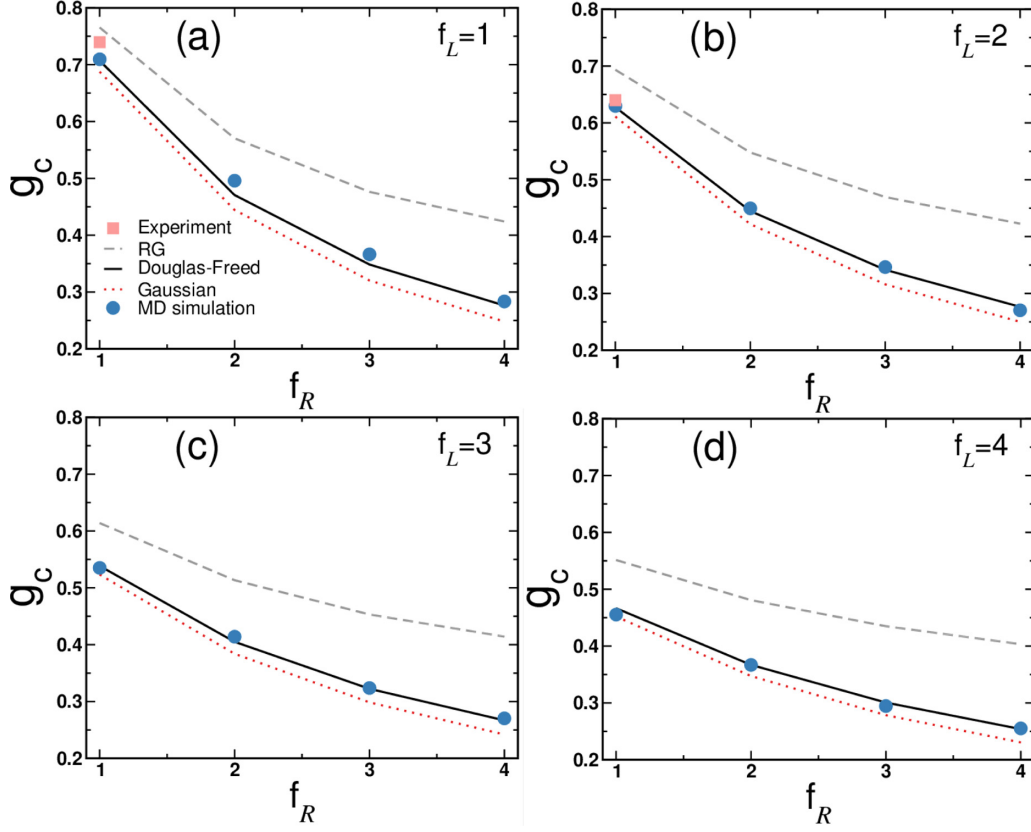 (a) f_L=1
0.8
0.7
0.6
0.5
0.4
0.3
0.2
g_c
Experiment
RG
Douglas-Freed
Gaussian
MD simulation
1 2 3 4
f_R
(b) f_L=2
0.8
0.7
0.6
0.5
0.4
0.3
0.2
g_c
1 2 3 4
f_R
(c) f_L=3
0.8
0.7
0.6
0.5
0.4
0.3
0.2
g_c
1 2 3 4
f_R
(d) f_L=4
0.8
0.7
0.6
0.5
0.4
0.3
0.2
g_c
1 2 3 4
f_R